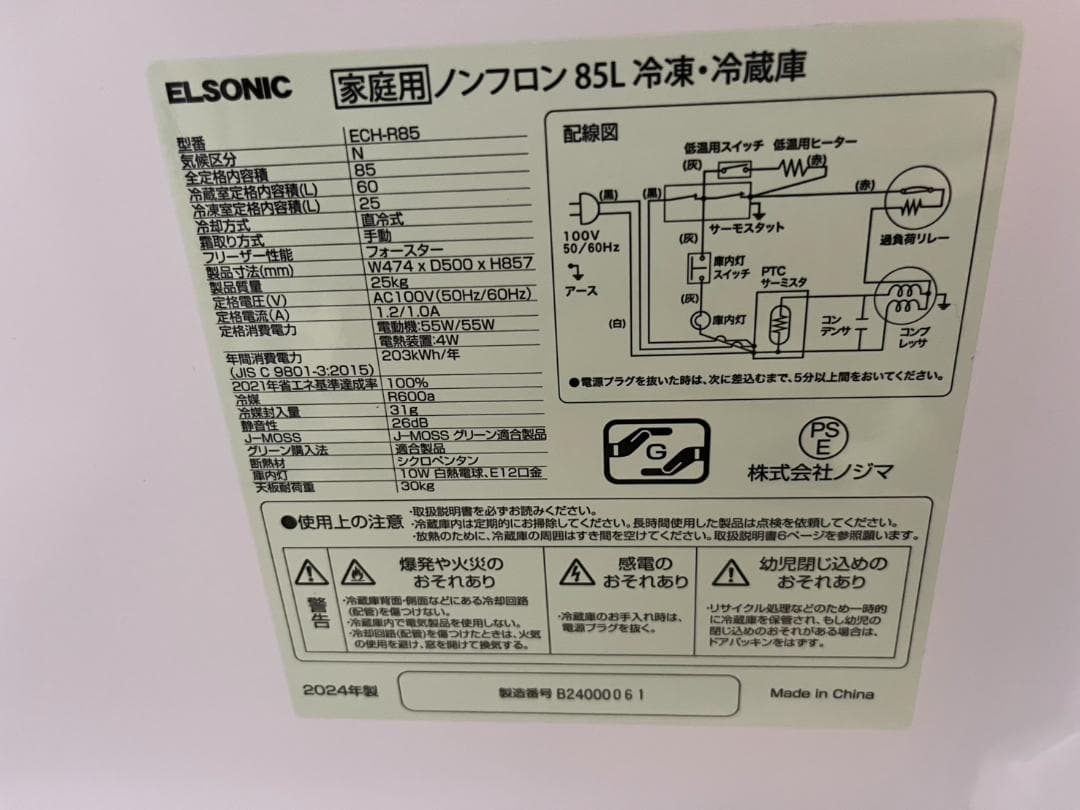 ELSONIC 家庭用 ノンフロン 85L 冷凍・冷蔵庫
型番 ECH-R85
気候区分 N
全定格内容積 85
冷蔵室定格内容積(L) 60
冷凍室定格内容積(L) 25
冷却方式 直冷式
霜取り方式 手動
フリーザー性能 フォースター
製品寸法(mm) W474 x D500 x H857
製品質量 25kg
定格電圧(V) AC100V(50Hz/60Hz)
定格電流(A) 1.2/1.0A
定格消費電力 電動機:55W/55W
電熱装置:4W
年間消費電力 203kWh/年
(JIS C 9801-3:2015)
2021年省エネ基準達成率 100%
冷媒 R600a
冷媒封入量 31g
静音性 26dB
J-MOSS J-MOSS グリーン適合製品
グリーン購入法 適合製品
断熱材 シクロペンタン
庫内灯 10W 白熱電球、E12口金
天板耐荷重 30kg
配線図
低温用スイッチ 低温用ヒーター
(灰) (赤)
(黒) (黒) (赤)
サーモスタット
過負荷リレー
100V
50/60Hz
アース
(灰)
庫内灯
スイッチ
(灰)
庫内灯
PTC
サーミスタ
(白)
コン
デンサ
コンプ
レッサ
●電源プラグを抜いた時は、次に差込むまで、5分以上間をおいてください。
G
PS
E
株式会社ノジマ
●使用上の注意
・取扱説明書を必ずお読みください。
・冷蔵庫内は定期的にお掃除してください。長時間使用した製品は点検を依頼してください。
・放熱のために、冷蔵庫の周囲はすき間を空けてください。取扱説明書6ページを参照願います。
警告
爆発や火災の
おそれあり
・冷蔵庫背面・側面などにある冷却回路
(配管)を傷つけない。
・冷蔵庫内で電気製品を使用しない。
・冷却回路(配管)を傷つけたときは、火気
の使用を避け、窓を開けて換気する。
感電の
おそれあり
・冷蔵庫のお手入れ時は、
電源プラグを抜く。
幼児閉じ込めの
おそれあり
・リサイクル処理などのため一時的
に冷蔵庫を保管され、もし幼児の
閉じ込めのおそれがある場合は、
ドアパッキンをはずす。
2024年製
製造番号 B24000061
Made in China